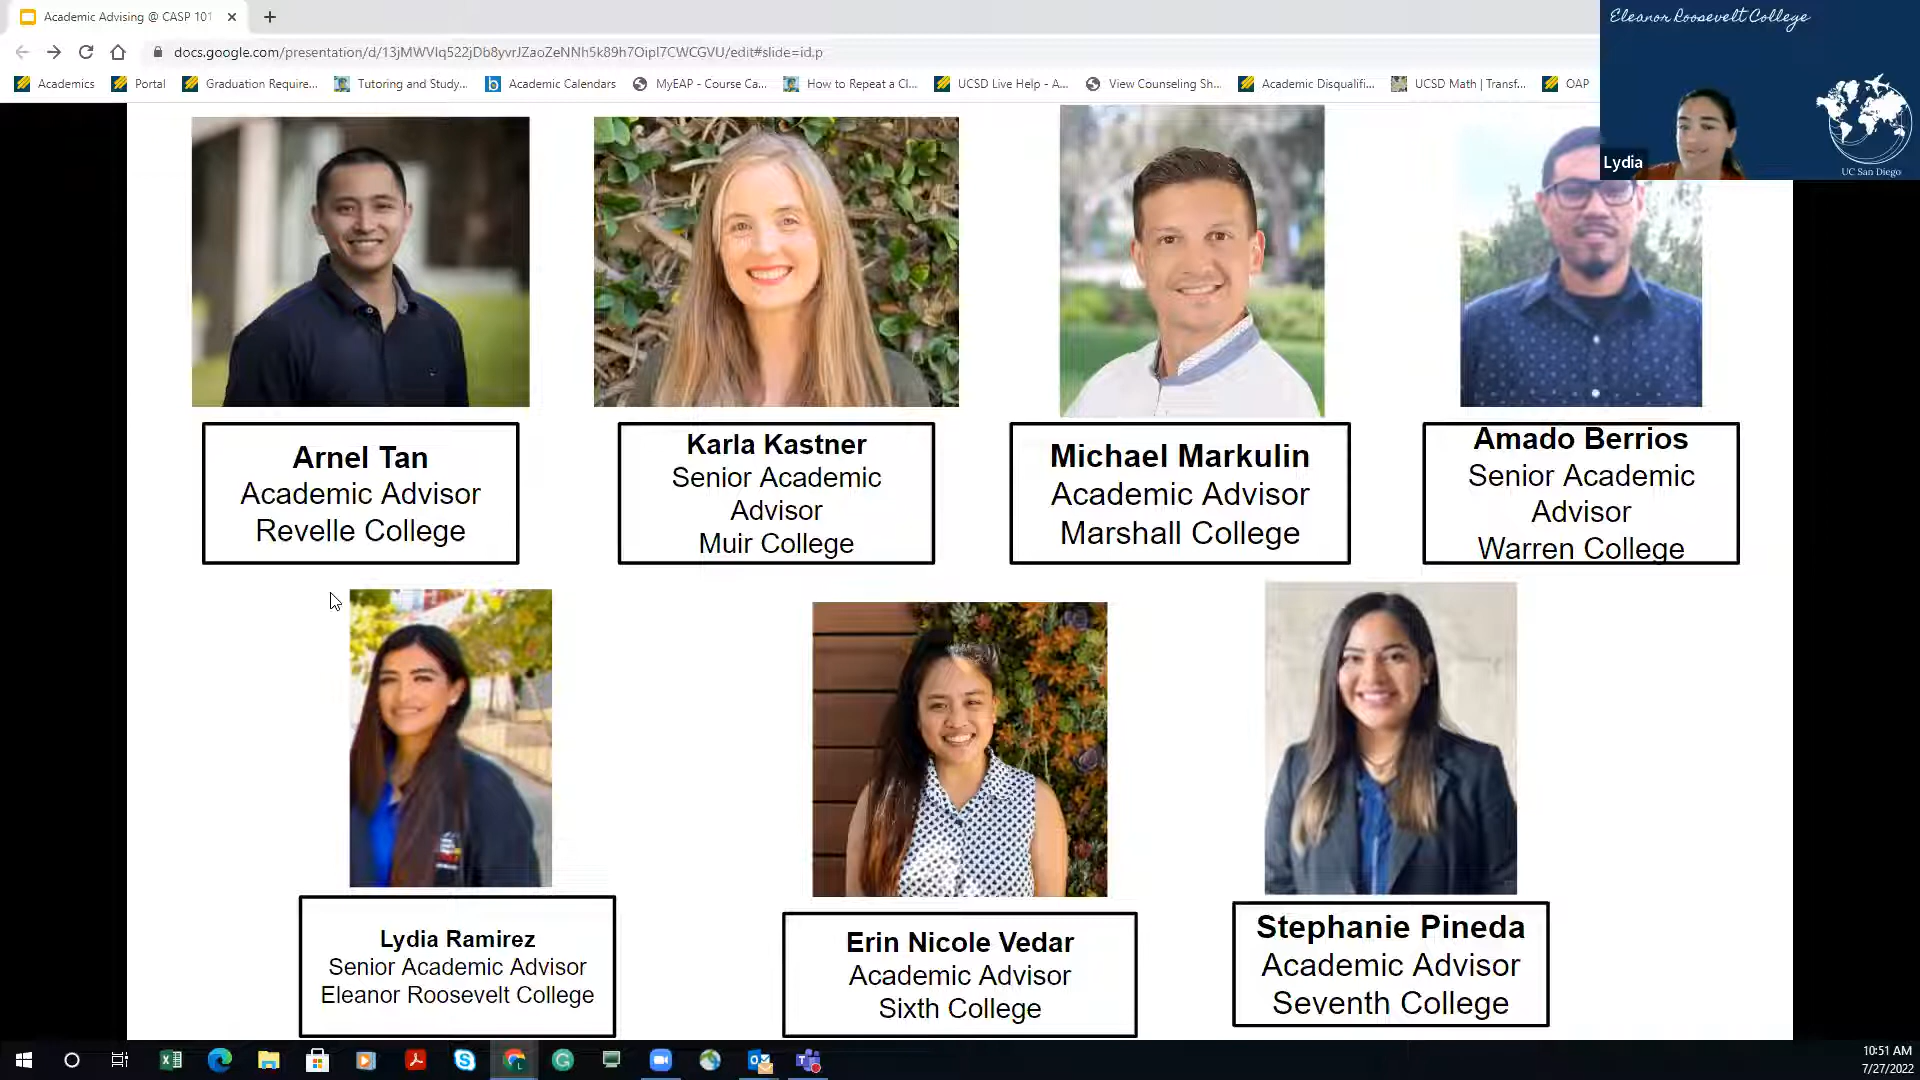 Academic Advising @ CASP 101
docs.google.com/presentation/d/13jMWVlq522jDb8yvrJZaoZeNNh5k89h7Oipl7CWCGVU/edit#slide=id.p
Academics
Portal
Graduation Require...
Tutoring and Study...
Academic Calendars
MyEAP - Course Ca...
How to Repeat a Cl...
UCSD Live Help - A...
View Counseling Sh...
Academic Disqualifi...
UCSD Math | Transf...
OAP
Eleanor Roosevelt College
Lydia
UC San Diego
Arnel Tan
Academic Advisor
Revelle College
Karla Kastner
Senior Academic
Advisor
Muir College
Michael Markulin
Academic Advisor
Marshall College
Amado Berrios
Senior Academic
Advisor
Warren College
Lydia Ramirez
Senior Academic Advisor
Eleanor Roosevelt College
Erin Nicole Vedar
Academic Advisor
Sixth College
Stephanie Pineda
Academic Advisor
Seventh College
10:51 AM
7/27/2022